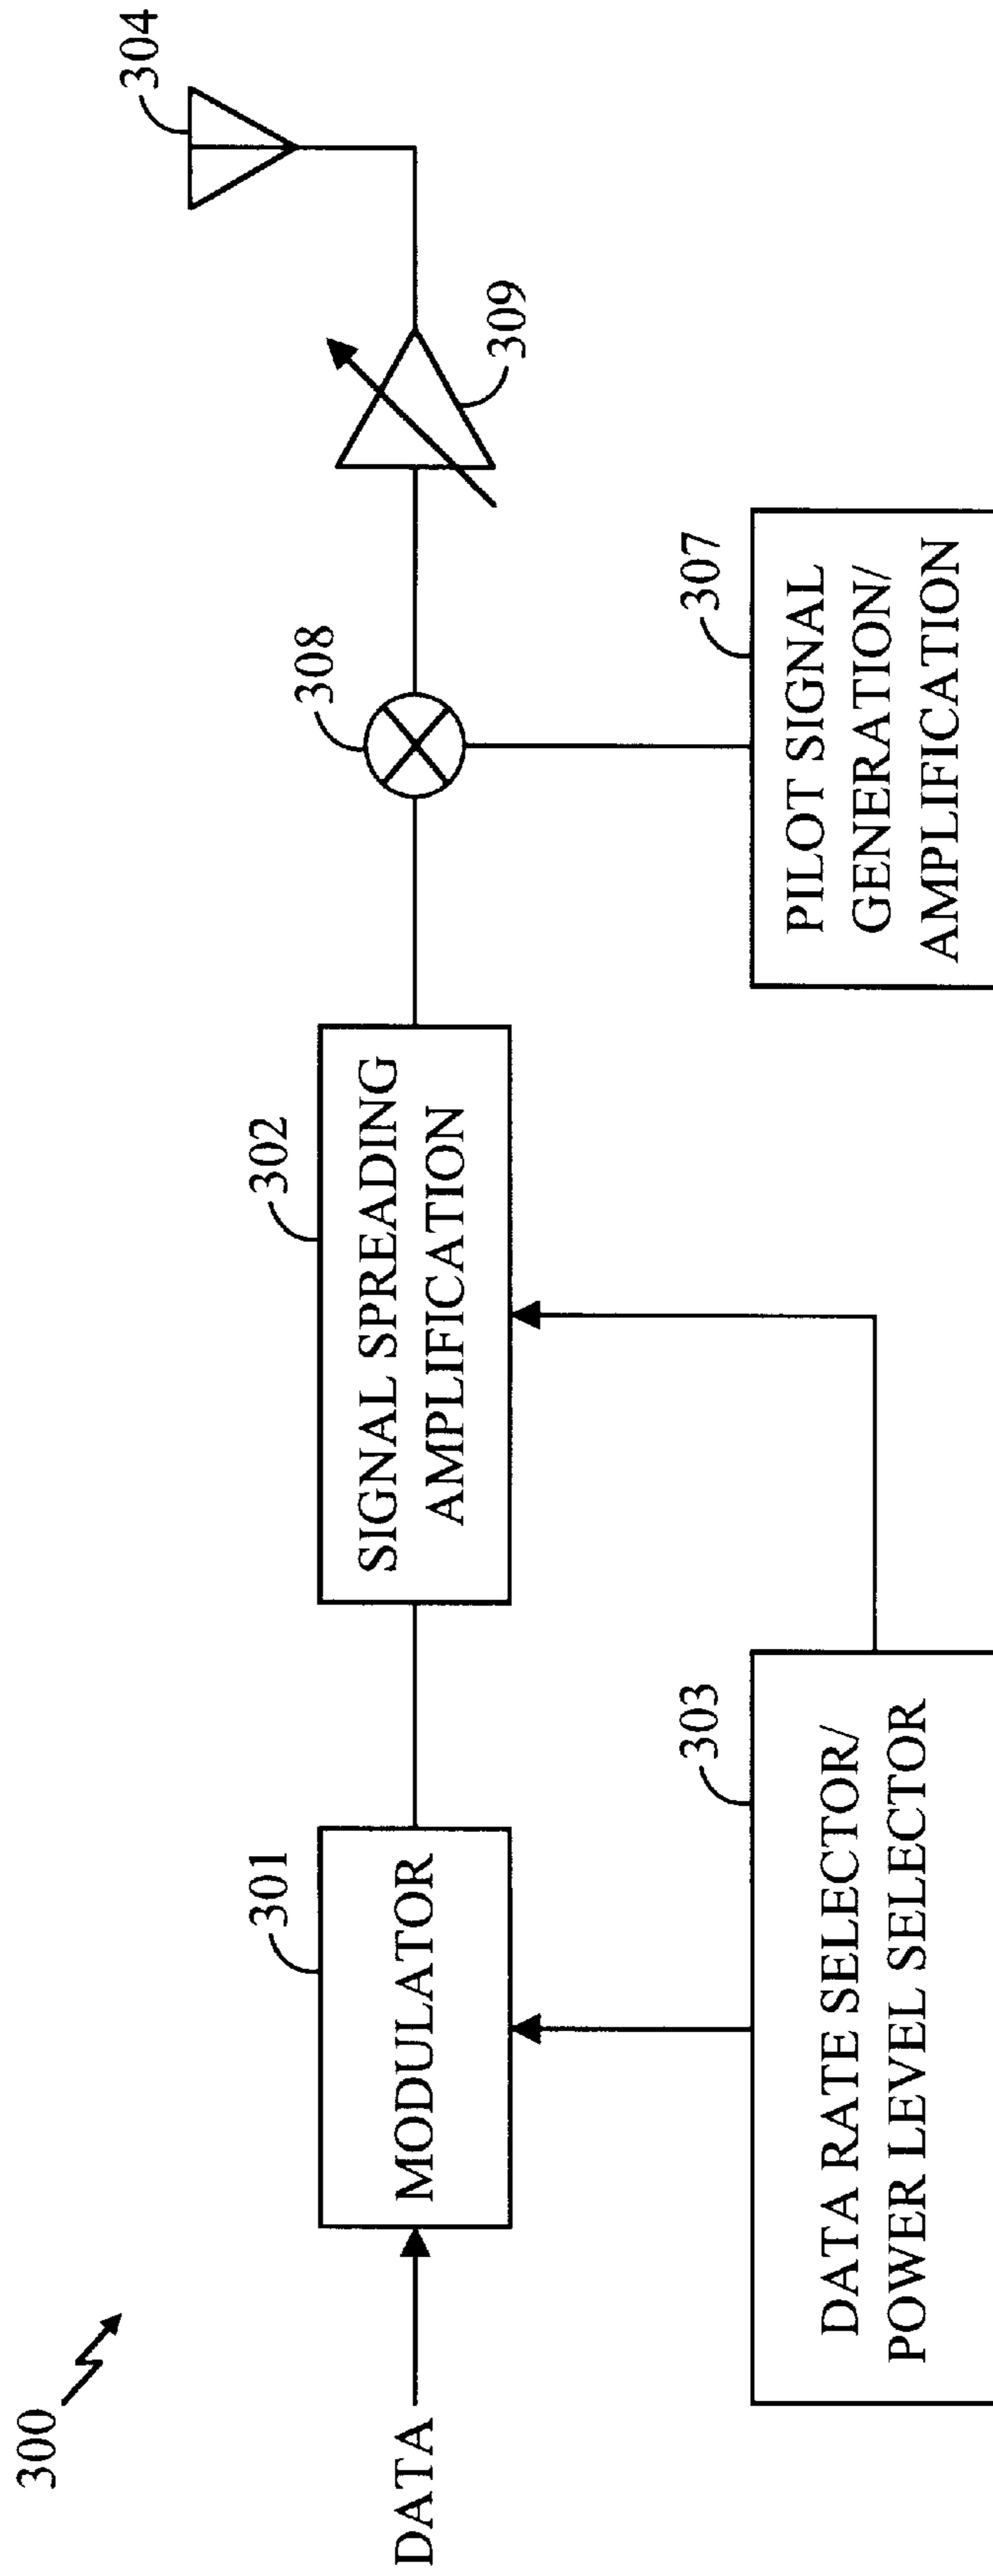 300
DATA
301
MODULATOR
302
SIGNAL SPREADING
AMPLIFICATION
303
DATA RATE SELECTOR/
POWER LEVEL SELECTOR
308
307
PILOT SIGNAL
GENERATION/
AMPLIFICATION
309
304